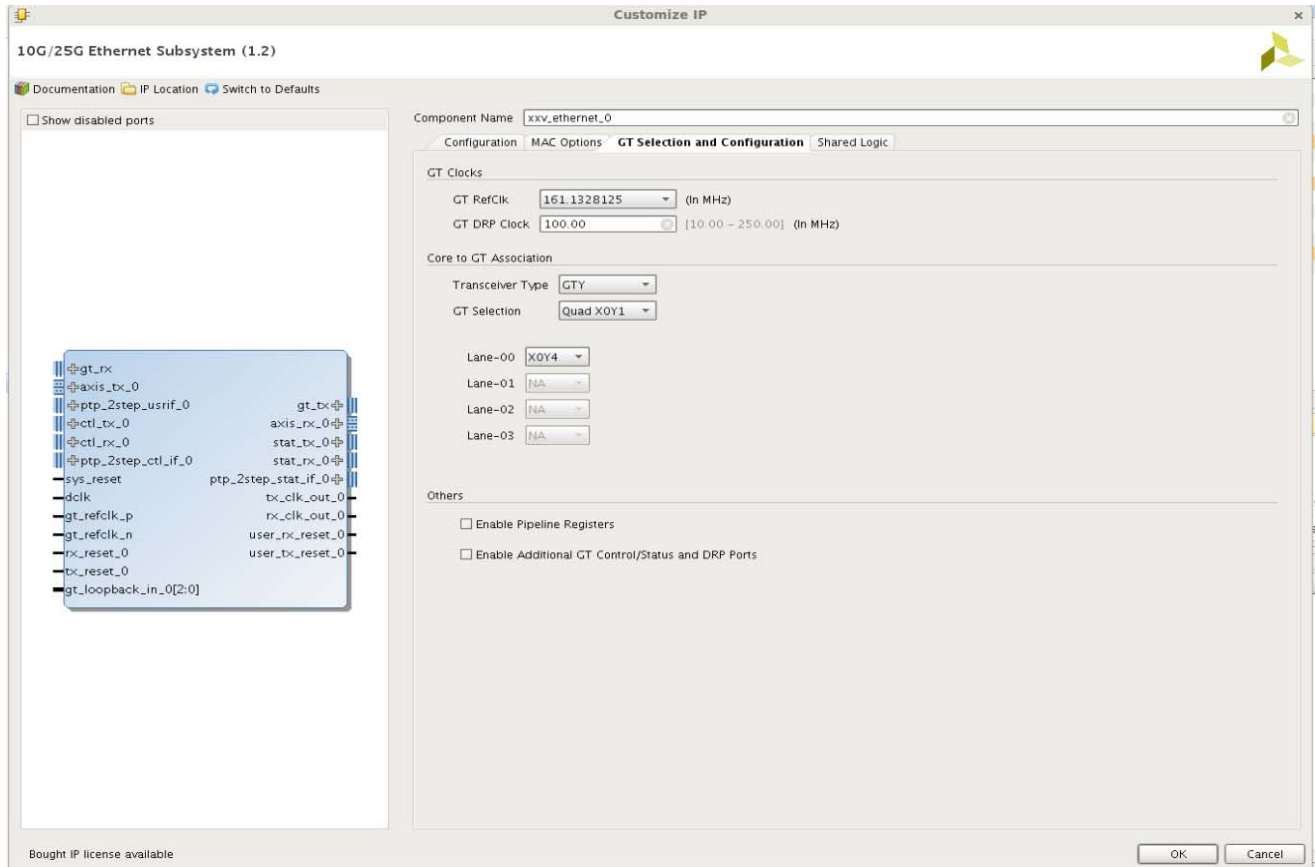 Customize IP
10G/25G Ethernet Subsystem (1.2)
Documentation IP Location Switch to Defaults
Show disabled ports
gt_rx
axis_tx_0
ptp_2step_usrif_0 gt_tx
ctl_tx_0 axis_rx_0
ctl_rx_0 stat_tx_0
ptp_2step_ctl_if_0 stat_rx_0
sys_reset ptp_2step_stat_if_0
dclk tx_clk_out_0
gt_refclk_p rx_clk_out_0
gt_refclk_n user_rx_reset_0
rx_reset_0 user_tx_reset_0
tx_reset_0
gt_loopback_in_0[2:0]
Component Name xxv_ethernet_0
Configuration MAC Options GT Selection and Configuration Shared Logic
GT Clocks
GT RefClk 161.1328125 (In MHz)
GT DRP Clock 100.00 [10.00 - 250.00] (In MHz)
Core to GT Association
Transceiver Type GTY
GT Selection Quad X0Y1
Lane-00 X0Y4
Lane-01 NA
Lane-02 NA
Lane-03 NA
Others
Enable Pipeline Registers
Enable Additional GT Control/Status and DRP Ports
Bought IP license available
OK Cancel